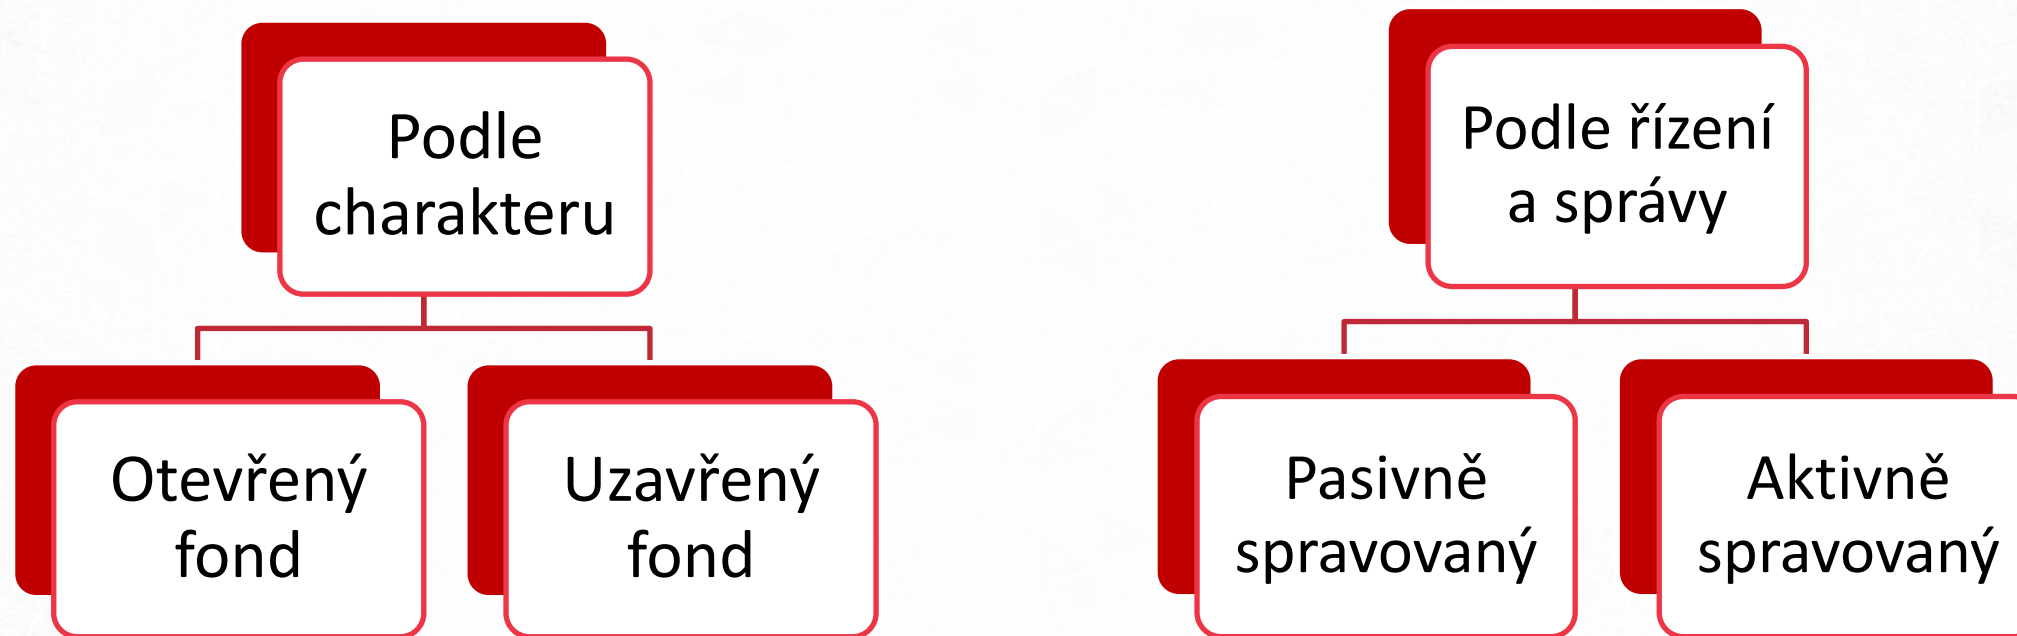 Podle
charakteru
Otevřený
fond
Uzavřený
fond
Podle řízení
a správy
Pasivně
spravovaný
Aktivně
spravovaný